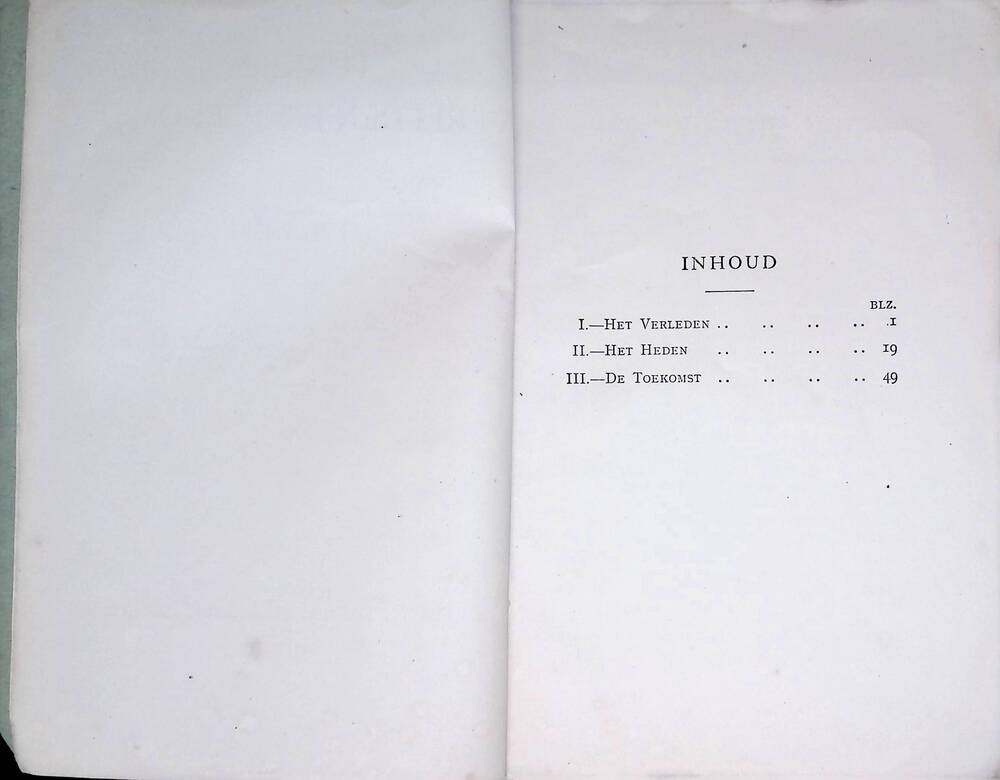 INHOUD
BLZ.
I.—Het Verleden .. .. .. .. 1
II.—Het Heden .. .. .. .. 19
III.—De Toekomst .. .. .. .. 49